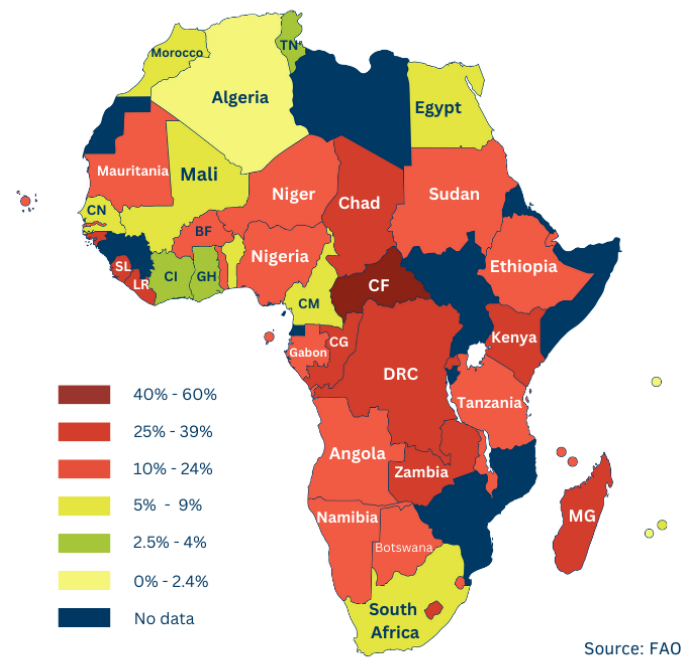 TN
Morocco
Algeria
Egypt
Mauritania
Mali
Niger
Chad
Sudan
CN
BF
Nigeria
Ethiopia
SL
LR
CI
GH
CM
CF
CG
Gabon
Kenya
DRC
Tanzania
Angola
Zambia
Namibia
Botswana
MG
South
Africa
40% - 60%
25% - 39%
10% - 24%
5% - 9%
2.5% - 4%
0% - 2.4%
No data
Source: FAO